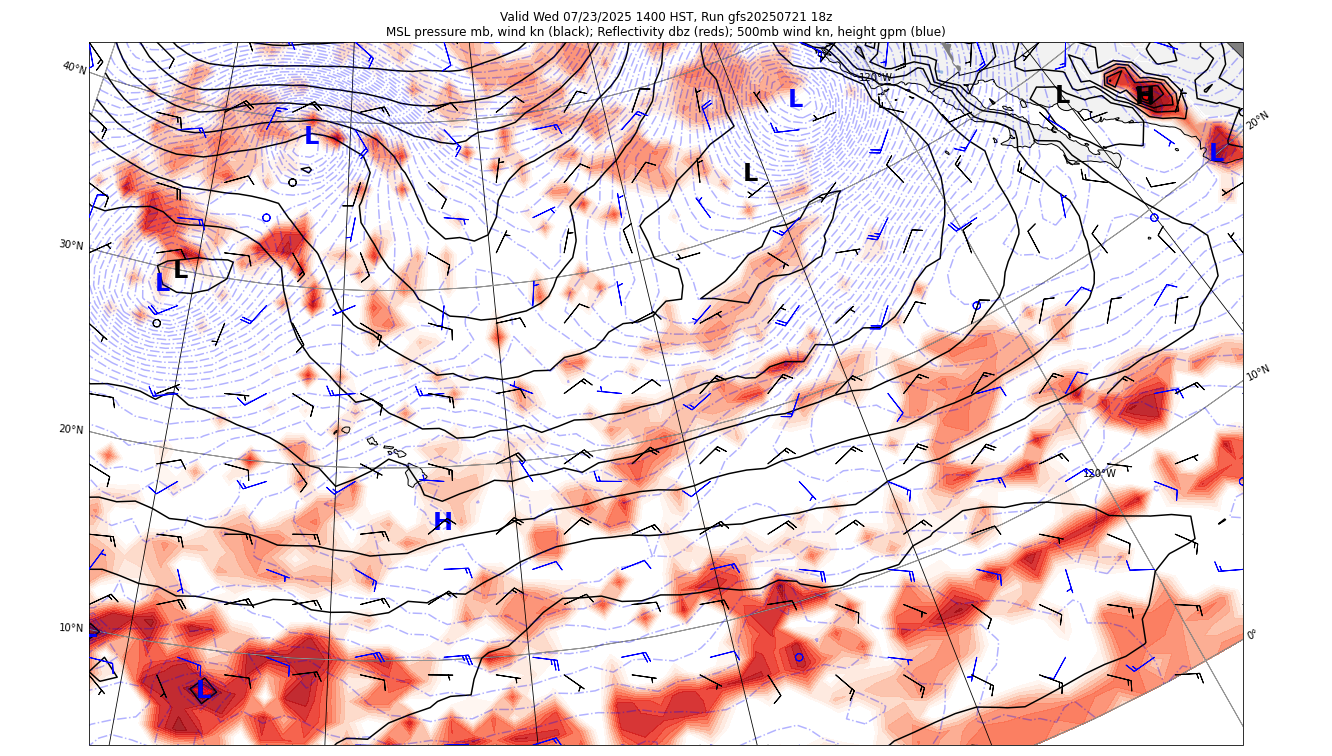 Valid Wed 07/23/2025 1400 HST, Run gfs20250721 18z
MSL pressure mb, wind kn (black); Reflectivity dbz (reds); 500mb wind kn, height gpm (blue)
40°N
120°W
L
L
H
L
20°N
L
L
L
30°N
L
L
10°N
20°N
120°W
H
10°N
0°
L